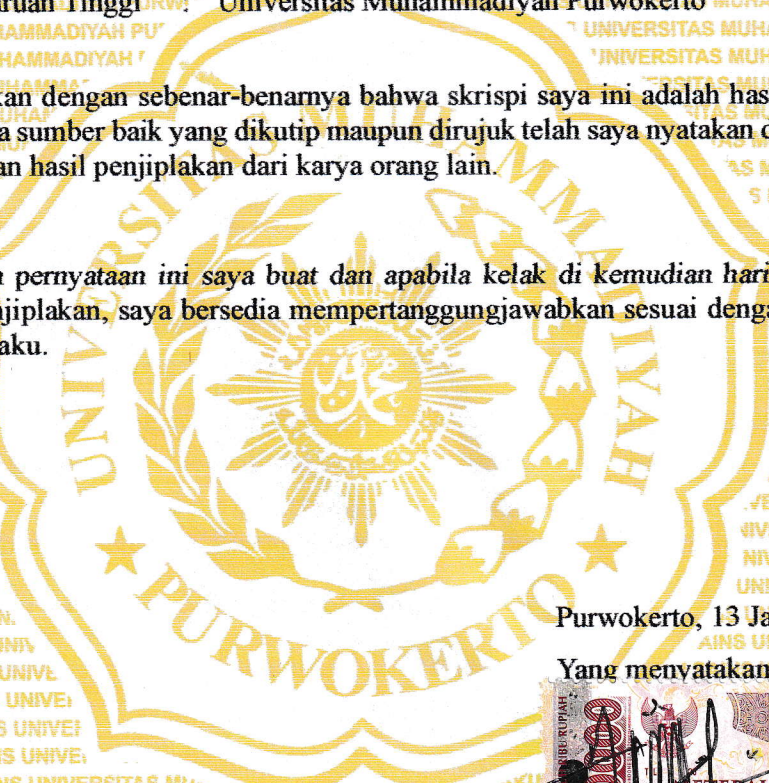 ruan Tinggi : Universitas Muhammadiyah Purwokerto
kan dengan sebenar-benarnya bahwa skripsi saya ini adalah has
a sumber baik yang dikutip maupun dirujuk telah saya nyatakan d
an hasil penjiplakan dari karya orang lain.
n pernyataan ini saya buat dan apabila kelak di kemudian hari
njiplakan, saya bersedia mempertanggungjawabkan sesuai denga
aku.
UNIVERSITAS MUHAMMADIYAH
PURWOKERTO
Purwokerto, 13 Ja
Yang menyatakan
RIBU RUPIAH